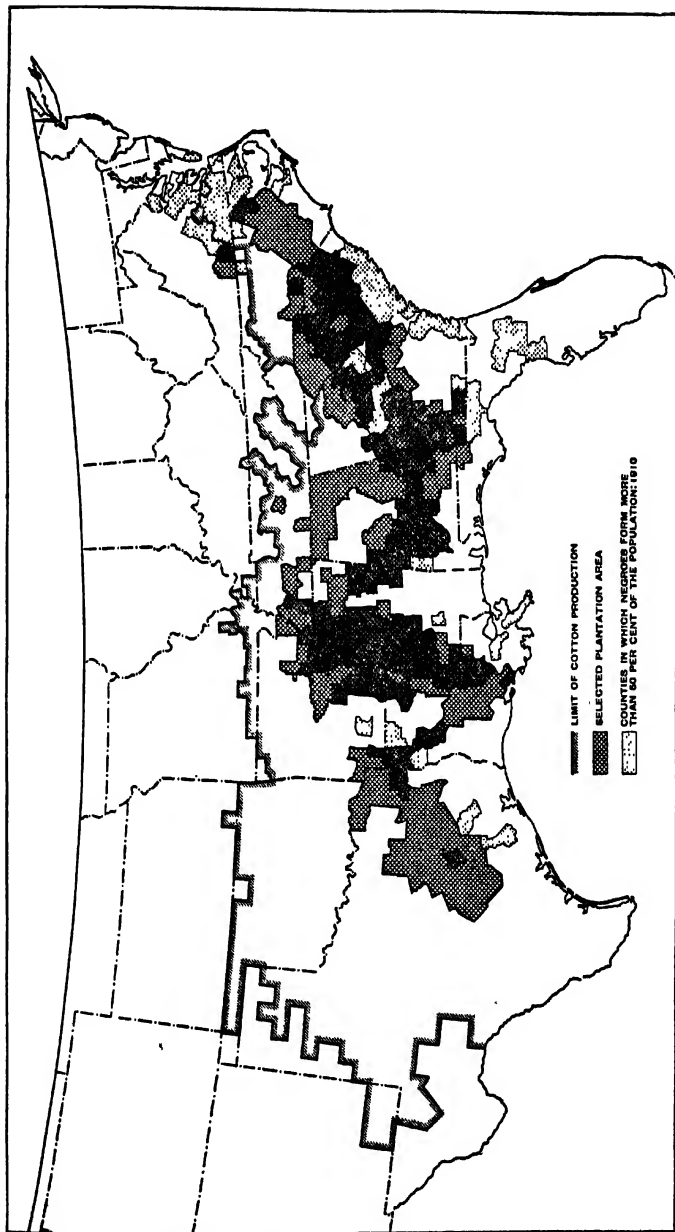 LIMIT OF COTTON PRODUCTION
SELECTED PLANTATION AREA
COUNTIES IN WHICH NEGROES FORM MORE
THAN 50 PER CENT OF THE POPULATION: 1910